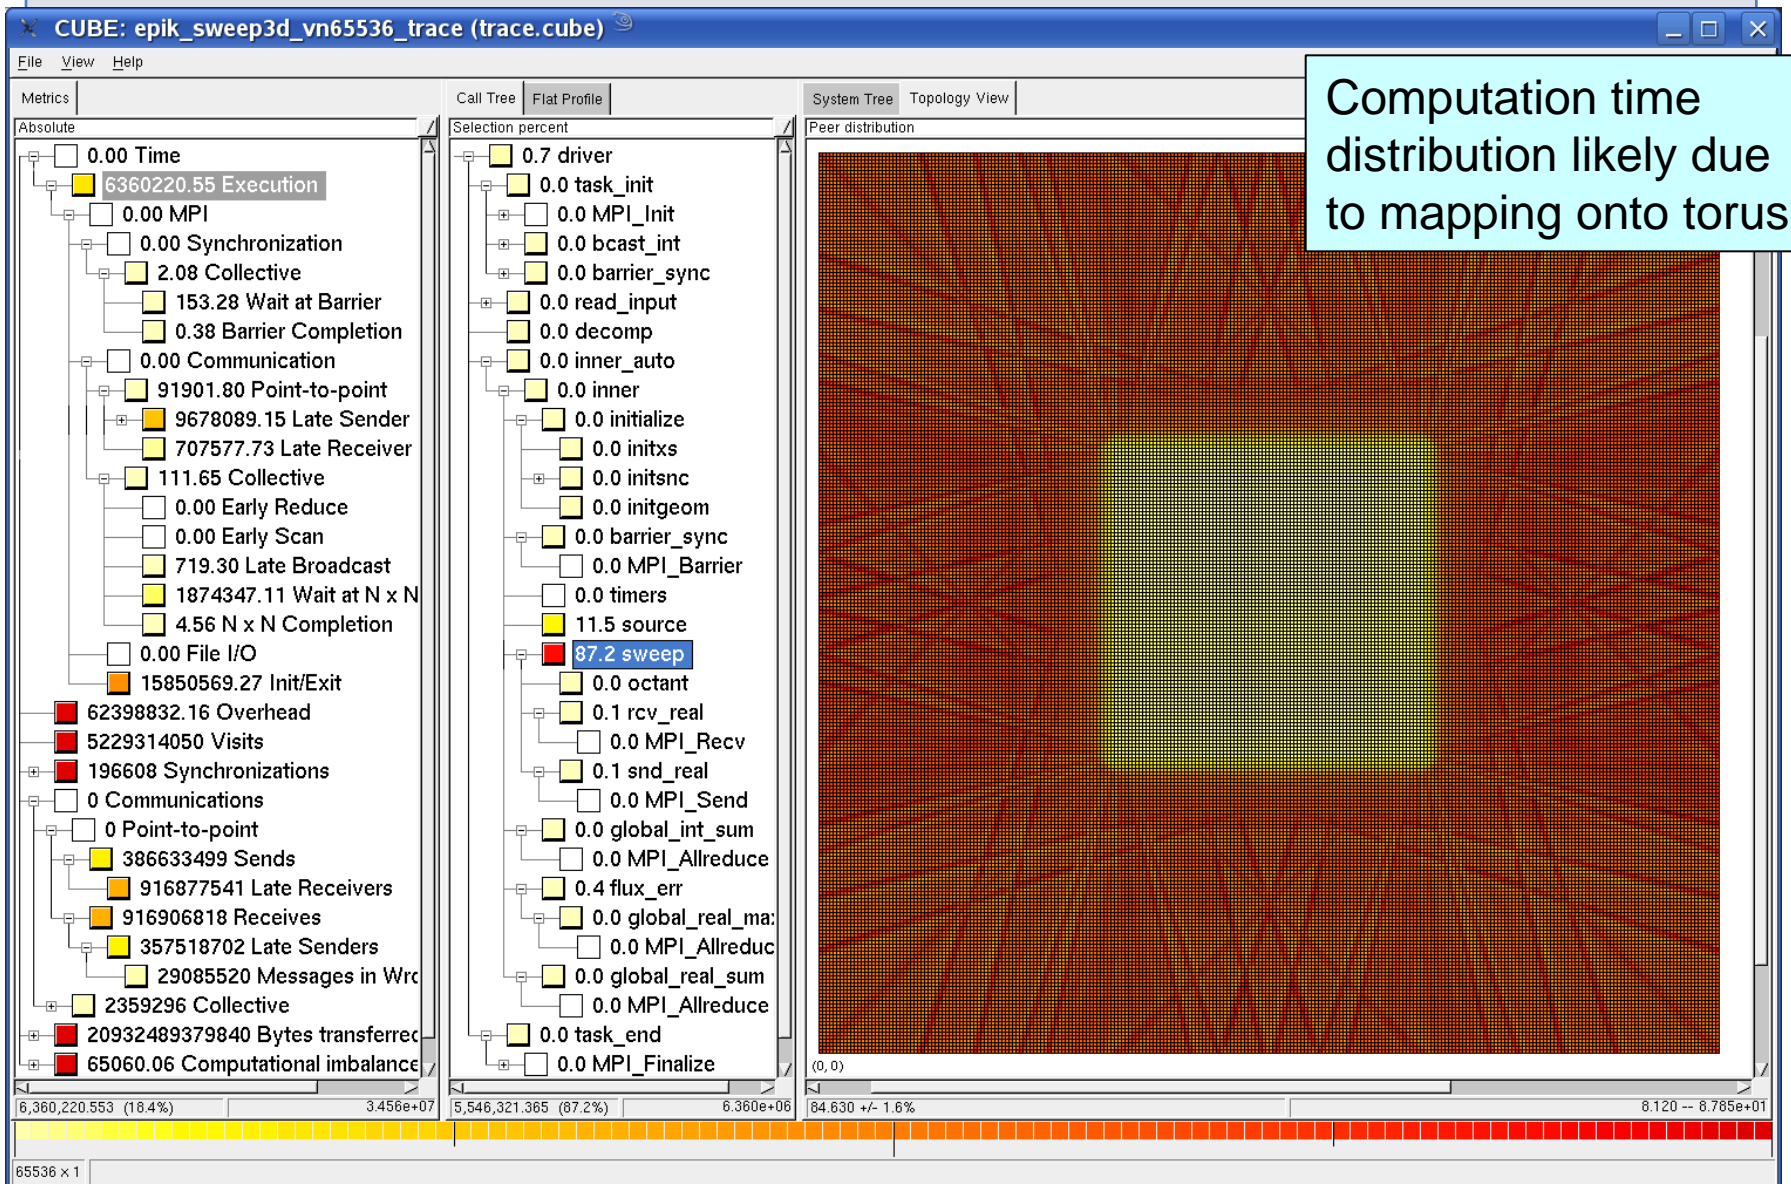 CUBE: epik_sweep3d_vn65536_trace (trace.cube)
File View Help
Computation time
distribution likely due
to mapping onto torus
Metrics
Absolute
0.00 Time
6360220.55 Execution
0.00 MPI
0.00 Synchronization
2.08 Collective
153.28 Wait at Barrier
0.38 Barrier Completion
0.00 Communication
91901.80 Point-to-point
9678089.15 Late Sender
707577.73 Late Receiver
111.65 Collective
0.00 Early Reduce
0.00 Early Scan
719.30 Late Broadcast
1874347.11 Wait at N x N
4.56 N x N Completion
0.00 File I/O
15850569.27 Init/Exit
62398832.16 Overhead
5229314050 Visits
196608 Synchronizations
0 Communications
0 Point-to-point
386633499 Sends
916877541 Late Receivers
916906818 Receives
357518702 Late Senders
29085520 Messages in Wrc
2359296 Collective
20932489379840 Bytes transferrec
65060.06 Computational imbalance
6,360,220.553 (18.4%) 3.456e+07
Call Tree Flat Profile
Selection percent
0.7 driver
0.0 task_init
0.0 MPI_Init
0.0 bcast_int
0.0 barrier_sync
0.0 read_input
0.0 decomp
0.0 inner_auto
0.0 inner
0.0 initialize
0.0 initxs
0.0 initsnc
0.0 initgeom
0.0 barrier_sync
0.0 MPI_Barrier
0.0 timers
11.5 source
87.2 sweep
0.0 octant
0.1 rcv_real
0.0 MPI_Recv
0.1 snd_real
0.0 MPI_Send
0.0 global_int_sum
0.0 MPI_Allreduce
0.4 flux_err
0.0 global_real_ma
0.0 MPI_Allreduc
0.0 global_real_sum
0.0 MPI_Allreduce
0.0 task_end
0.0 MPI_Finalize
5,546,321.365 (87.2%) 6.360e+06
System Tree Topology View
Peer distribution
(0, 0)
84.630 +/- 1.6% 8.120 -- 8.785e+01
65536 x 1